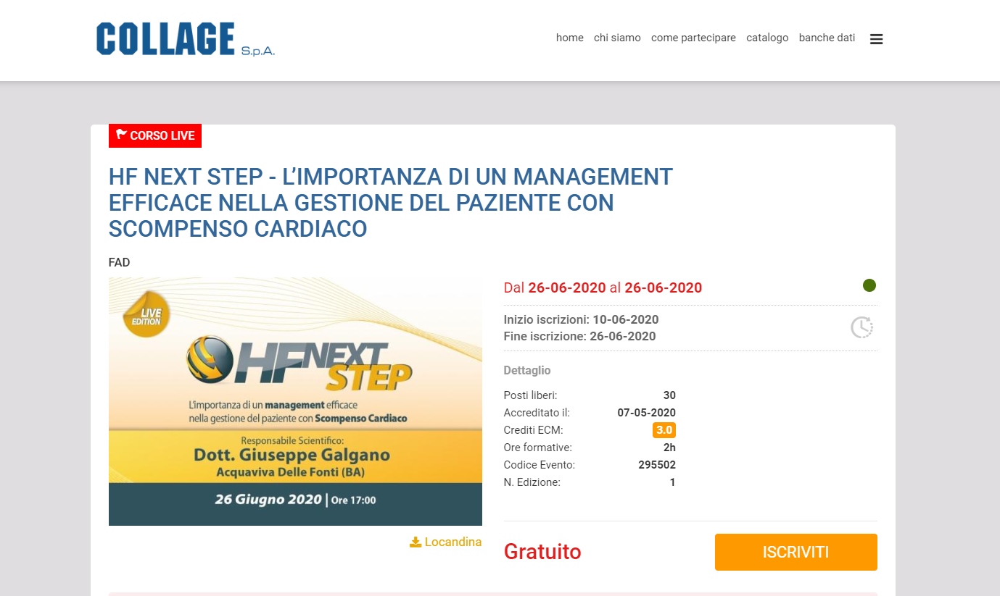 COLLAGE S.p.A.
home chi siamo come partecipare catalogo banche dati
CORSO LIVE
HF NEXT STEP - L’IMPORTANZA DI UN MANAGEMENT
EFFICACE NELLA GESTIONE DEL PAZIENTE CON
SCOMPENSO CARDIACO
FAD
LIVE
EDITION
HF NEXT
STEP
L’importanza di un management efficace
nella gestione del paziente con Scompenso Cardiaco
Responsabile Scientifico:
Dott. Giuseppe Galgano
Acquaviva Delle Fonti (BA)
26 Giugno 2020 | Ore 17:00
Locandina
Dal 26-06-2020 al 26-06-2020
Inizio iscrizioni: 10-06-2020
Fine iscrizione: 26-06-2020
Dettaglio
Posti liberi: 30
Accreditato il: 07-05-2020
Crediti ECM: 3.0
Ore formative: 2h
Codice Evento: 295502
N. Edizione: 1
Gratuito
ISCRIVITI